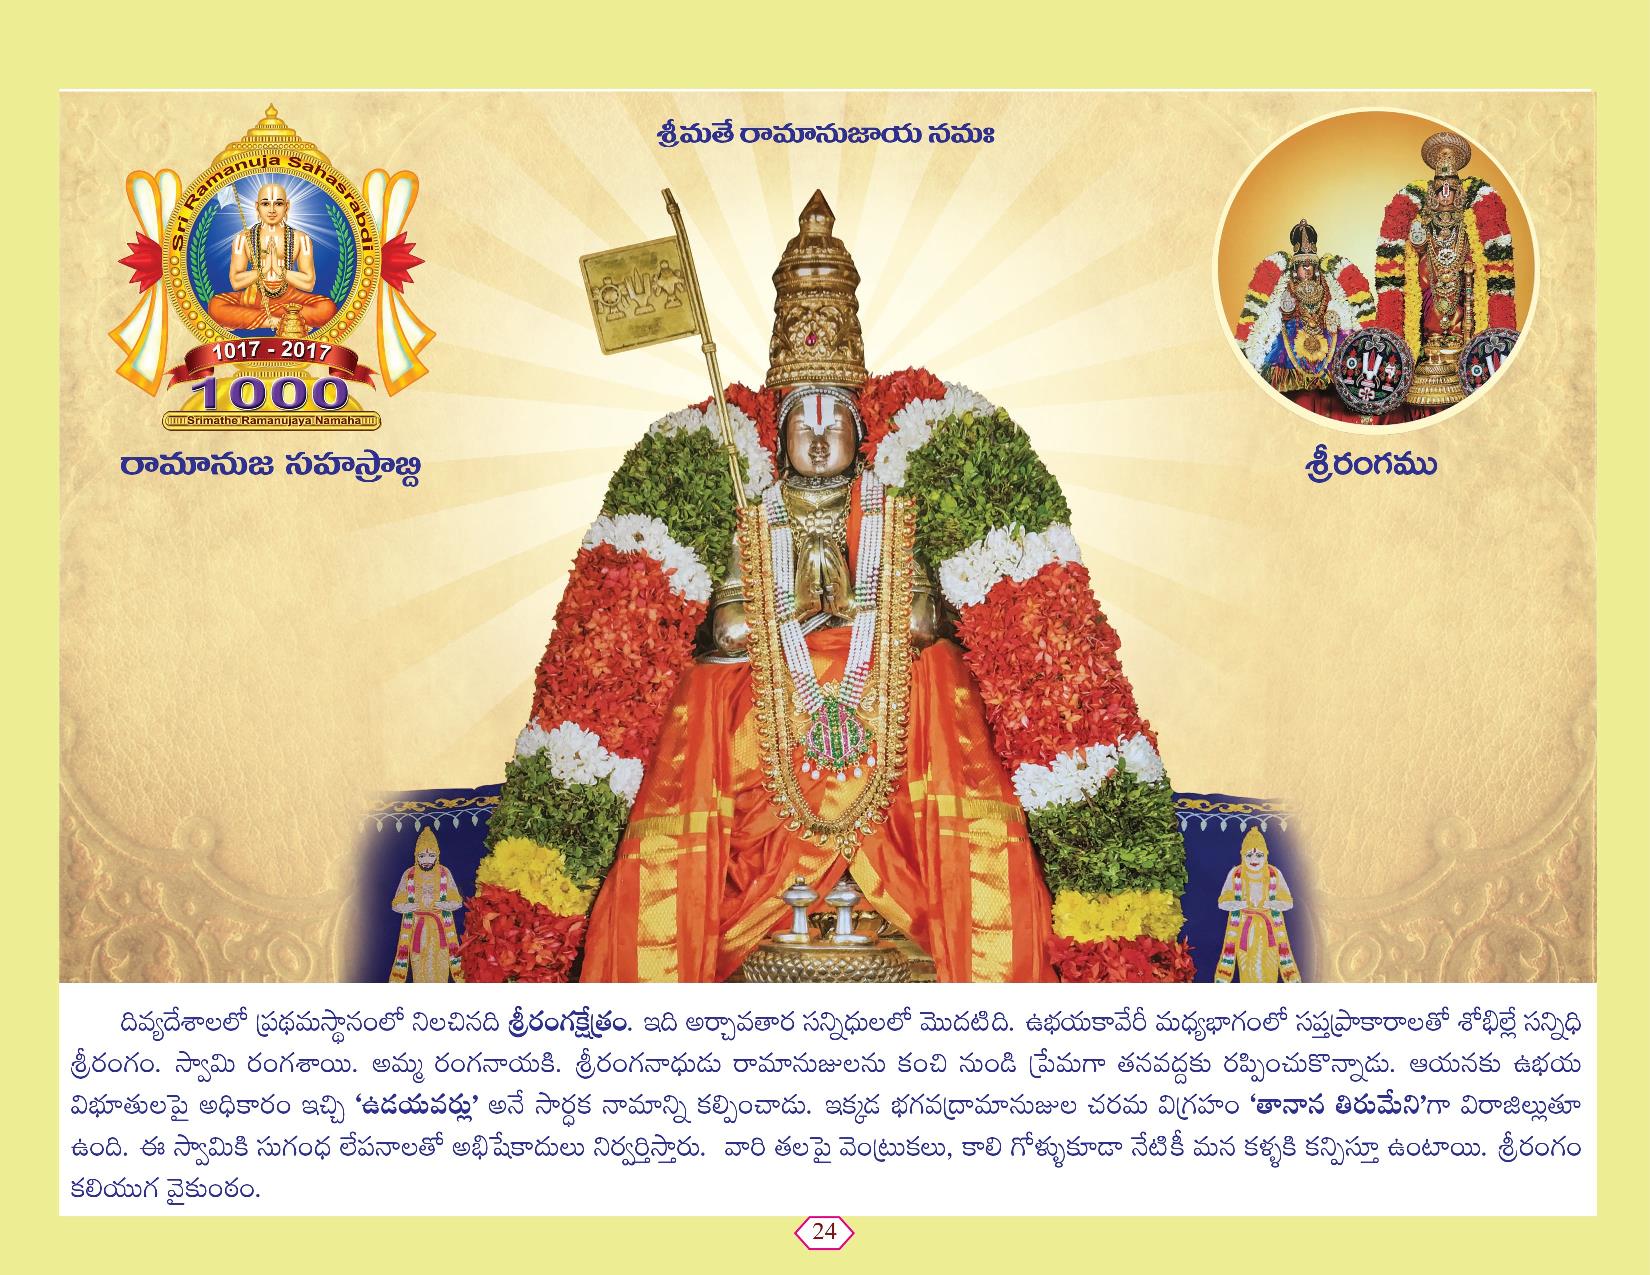 శ్రీమతే రామానుజాయ నమః
Sri Ramanuja Sahasrabdi
1017 - 2017
1000
Srimathe Ramanujaya Namaha
రామానుజ సహస్రాబ్ది
శ్రీరంగము
దివ్యదేశాలలో ప్రథమస్థానంలో నిలచినది శ్రీరంగక్షేత్రం. ఇది అర్చావతార సన్నిధులలో మొదటిది. ఉభయకావేరీ మధ్యభాగంలో సప్తప్రాకారాలతో శోభిల్లే సన్నిధి
శ్రీరంగం. స్వామి రంగశాయి. అమ్మ రంగనాయకి. శ్రీరంగనాధుడు రామానుజులను కంచి నుండి ప్రేమగా తనవద్దకు రప్పించుకొన్నాడు. ఆయనకు ఉభయ
విభూతులపై అధికారం ఇచ్చి ‘ఉడయవర్లు’ అనే సార్థక నామాన్ని కల్పించాడు. ఇక్కడ భగవద్రామానుజుల చరమ విగ్రహం ‘తానాన తిరుమేని’గా విరాజిల్లుతూ
ఉంది. ఈ స్వామికి సుగంధ లేపనాలతో అభిషేకాదులు నిర్వర్తిస్తారు. వారి తలపై వెంట్రుకలు, కాలి గోళ్ళుకూడా నేటికీ మన కళ్ళకి కన్పిస్తూ ఉంటాయి. శ్రీరంగం
కలియుగ వైకుంఠం.
24